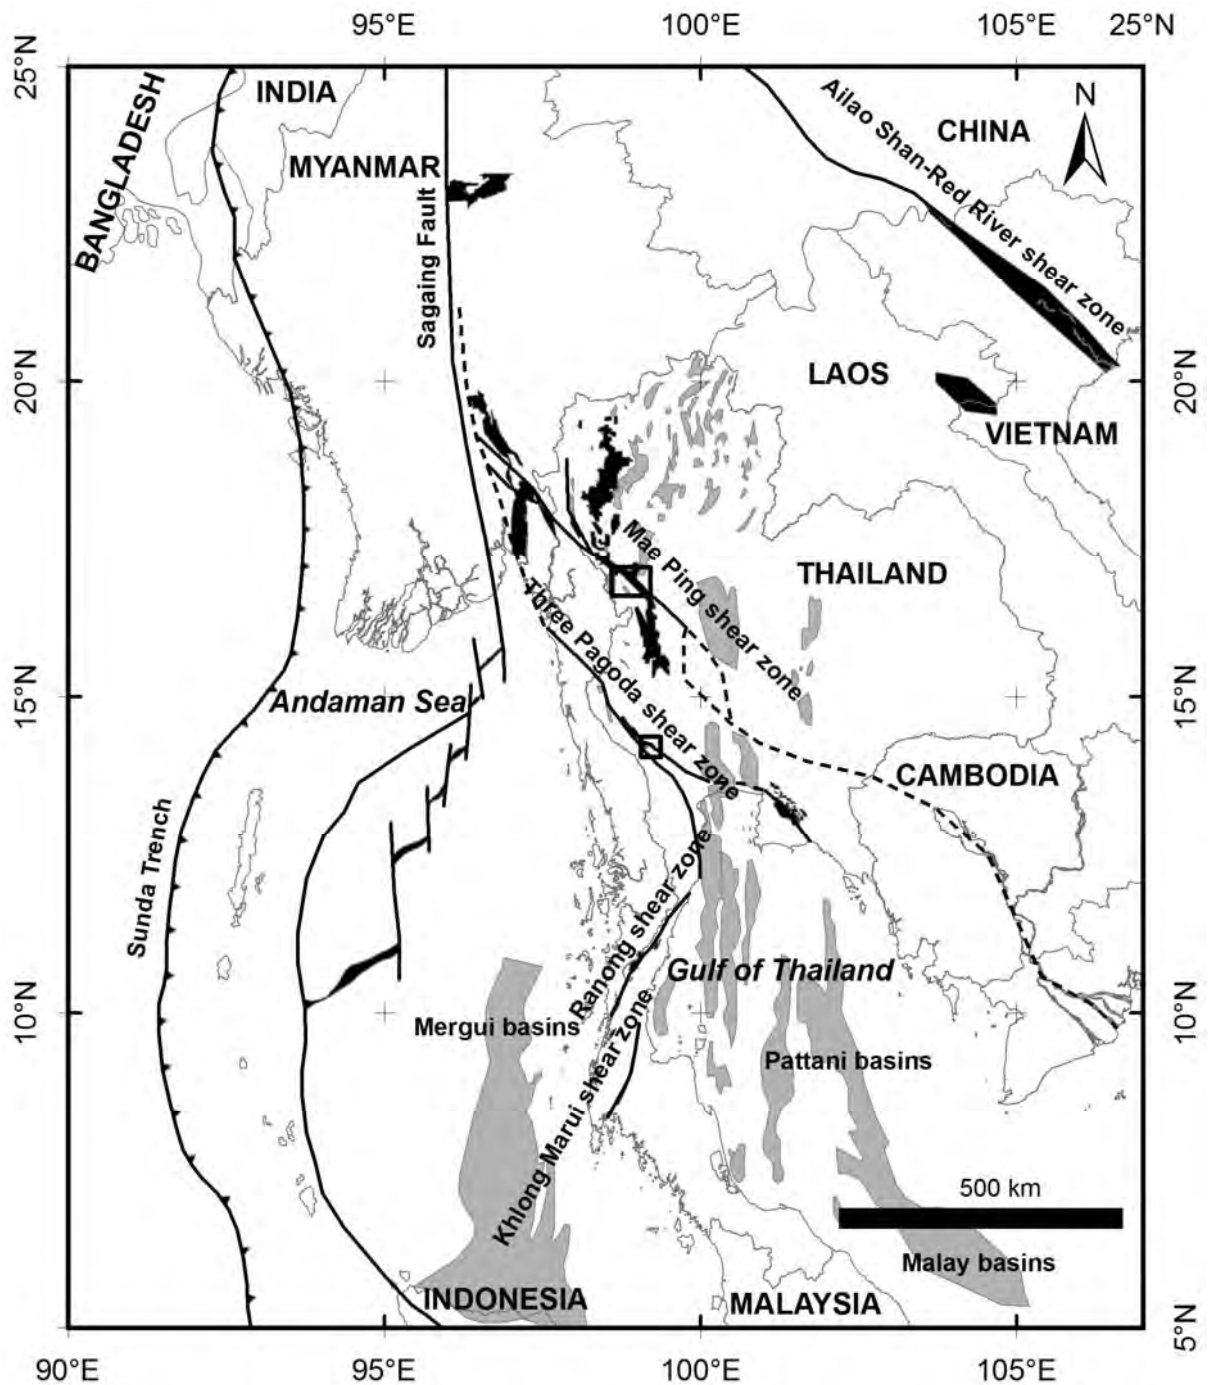 95°E
100°E
105°E
25°N
25°N
BANGLADESH
INDIA
MYANMAR
Sagaing Fault
Ailao Shan-Red River shear zone
CHINA
N
20°N
20°N
LAOS
VIETNAM
Mae Ping shear zone
THAILAND
Three Pagoda shear zone
15°N
Andaman Sea
15°N
CAMBODIA
Sunda Trench
Ranong shear zone
Gulf of Thailand
10°N
Mergui basins
10°N
Pattani basins
Khlong Marui shear zone
500 km
Malay basins
INDONESIA
MALAYSIA
5°N
90°E
95°E
100°E
105°E